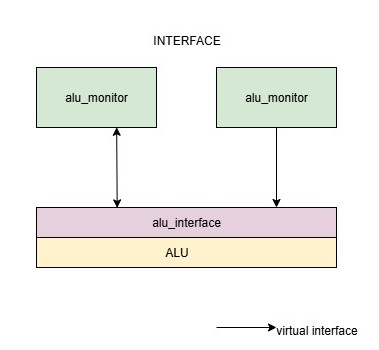 INTERFACE
alu_monitor
alu_monitor
alu_interface
ALU
virtual interface